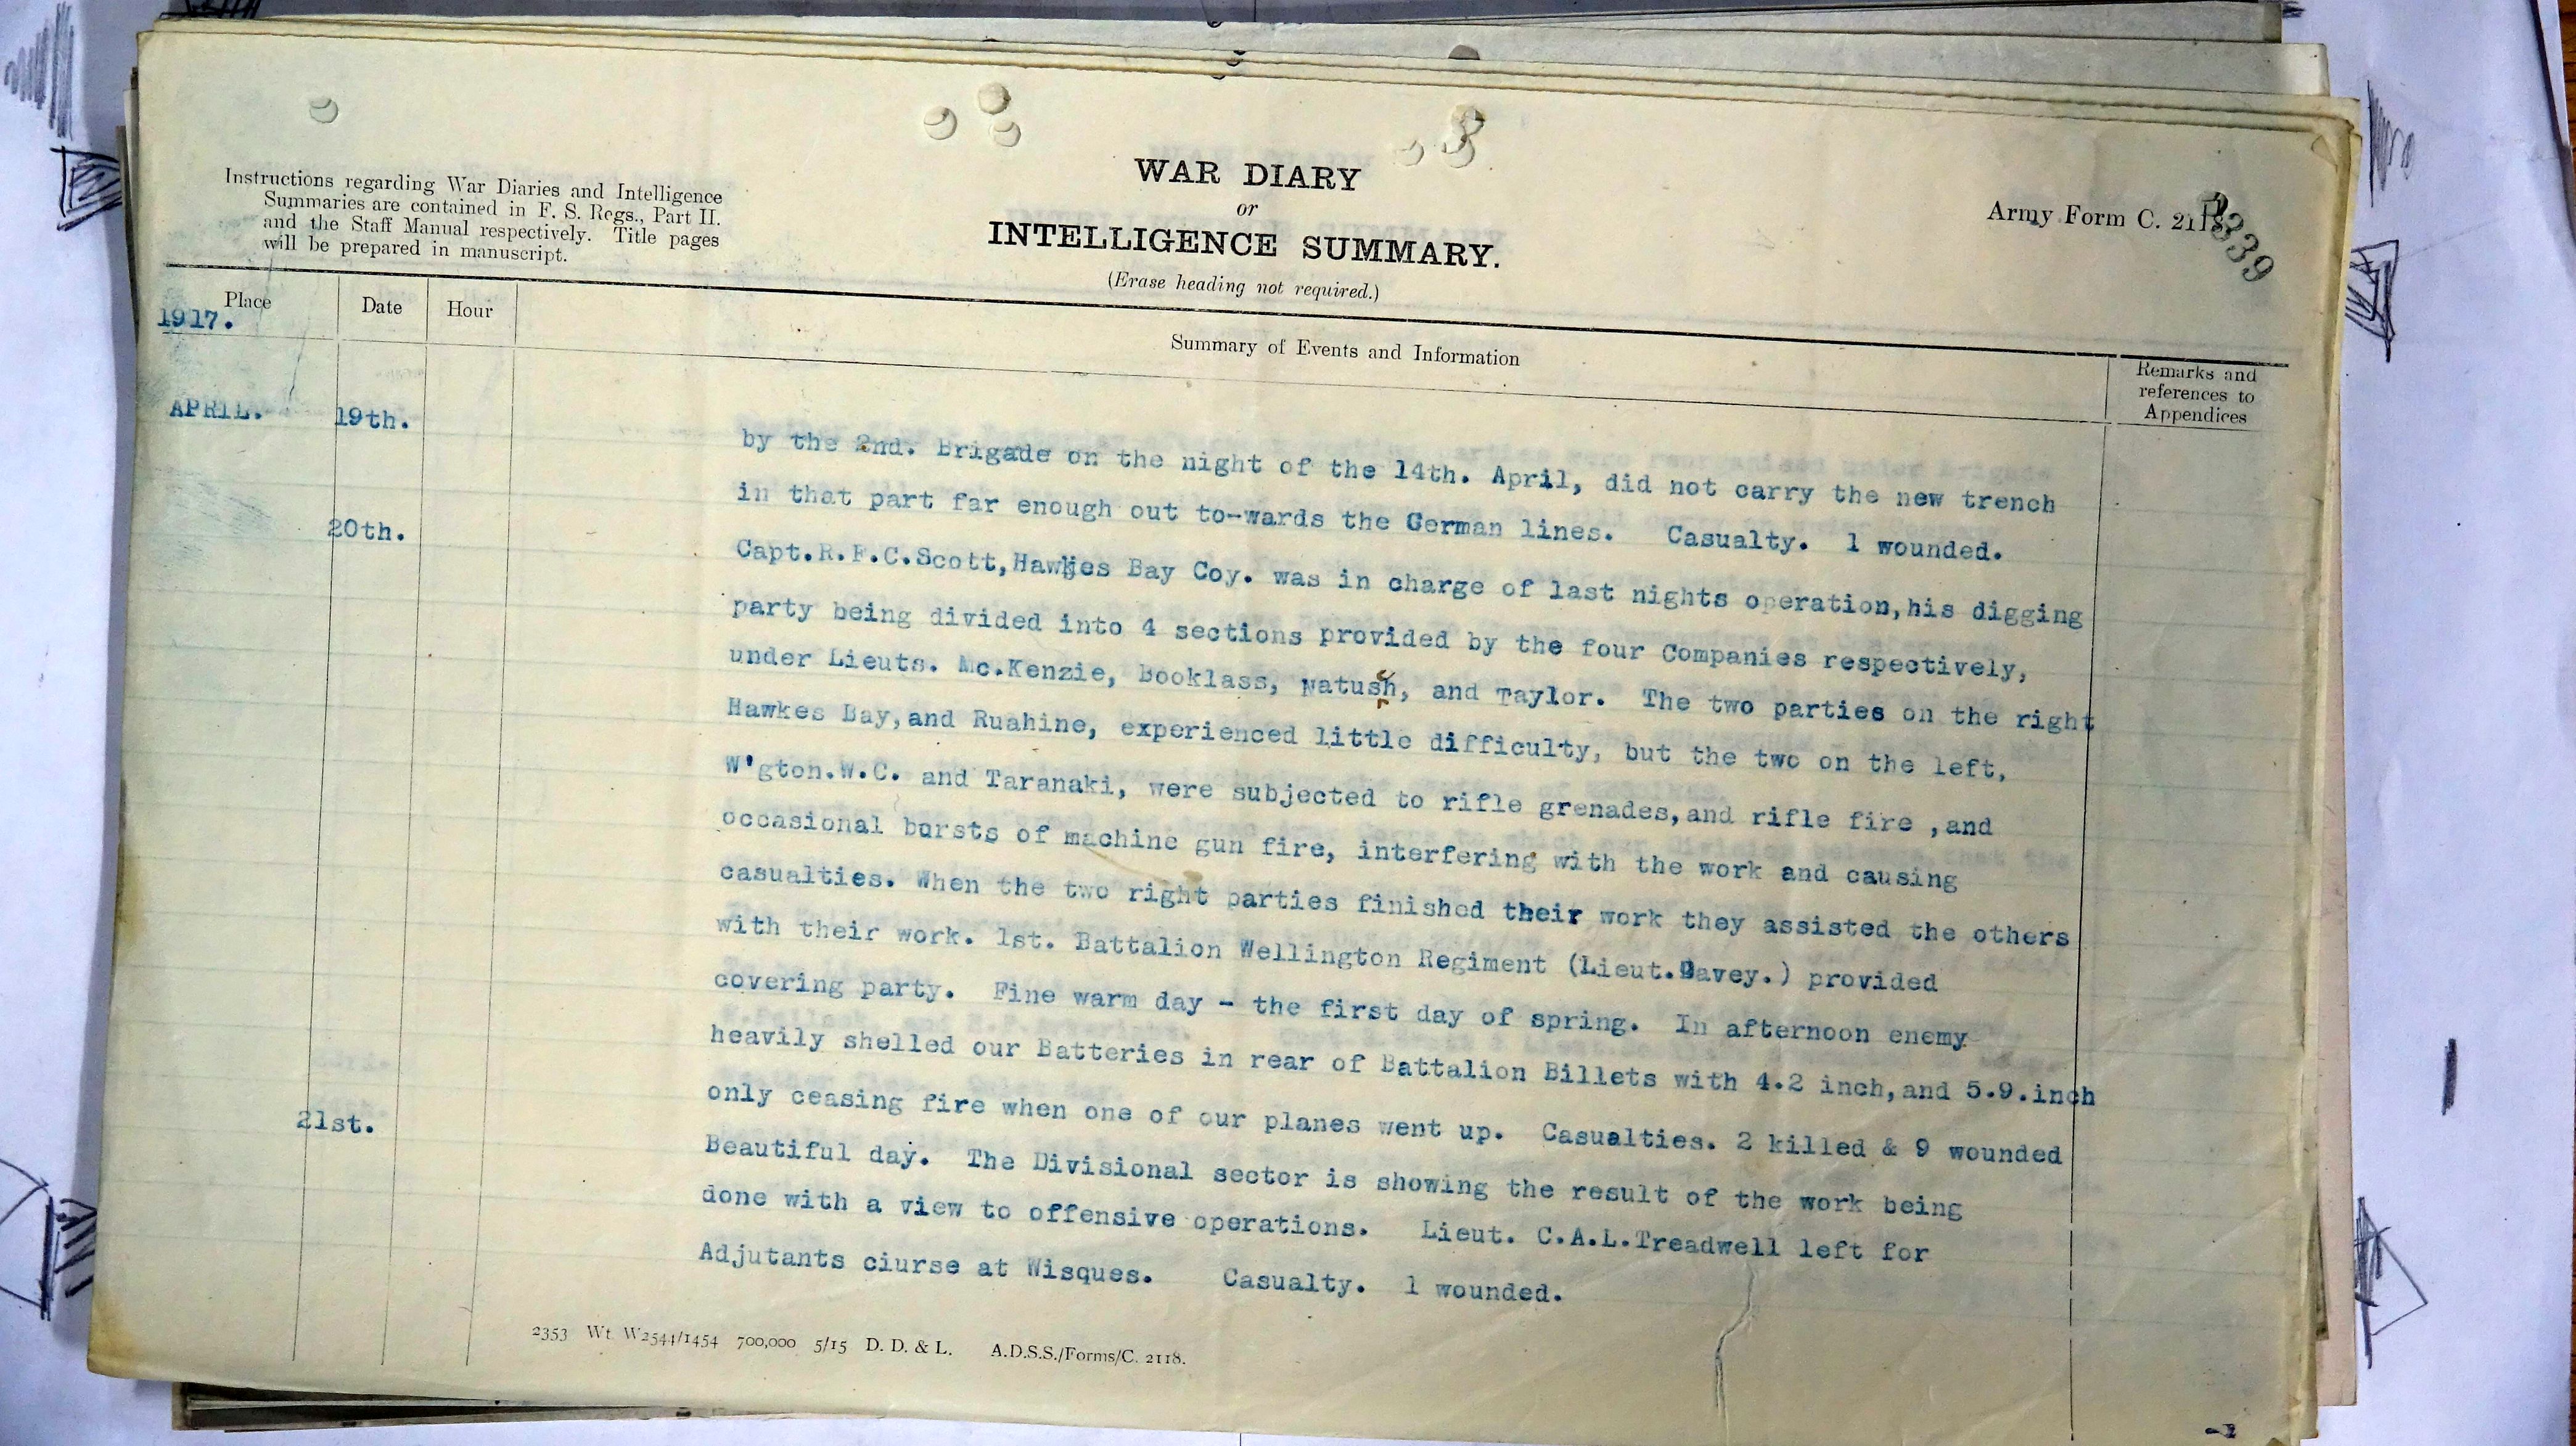 Instructions regarding War Diaries and Intelligence
Summaries are contained in F. S. Regs., Part II.
and the Staff Manual respectively. Title pages
will be prepared in manuscript.
WAR DIARY
or
INTELLIGENCE SUMMARY.
(Erase heading not required.)
Army Form C. 2118.
339
Place
Date
Hour
Summary of Events and Information
Remarks and
references to
Appendices
1917.
APRIL. 19th.
by the 2nd. Brigade on the night of the 14th. April, did not carry the new trench
in that part far enough out to-wards the German lines. Casualty. 1 wounded.
20th.
Capt.R.F.C.Scott,Hawkes Bay Coy. was in charge of last nights operation,his digging
party being divided into 4 sections provided by the four Companies respectively,
under Lieuts. Mc.Kenzie, Booklass, Natusch, and Taylor. The two parties on the right
Hawkes Bay,and Ruahine, experienced little difficulty, but the two on the left,
W'gton.W.C. and Taranaki, were subjected to rifle grenades,and rifle fire ,and
occasional bursts of machine gun fire, interfering with the work and causing
casualties. When the two right parties finished their work they assisted the others
with their work. 1st. Battalion Wellington Regiment (Lieut.Davey.) provided
covering party. Fine warm day - the first day of spring. In afternoon enemy
heavily shelled our Batteries in rear of Battalion Billets with 4.2 inch,and 5.9.inch
only ceasing fire when one of our planes went up. Casualties. 2 killed & 9 wounded
21st.
Beautiful day. The Divisional sector is showing the result of the work being
done with a view to offensive operations. Lieut. C.A.L.Treadwell left for
Adjutants ciurse at Wisques. Casualty. 1 wounded.
2353 Wt. W2544/1454 700,000 5/15 D. D. & L. A.D.S.S./Forms/C. 2118.